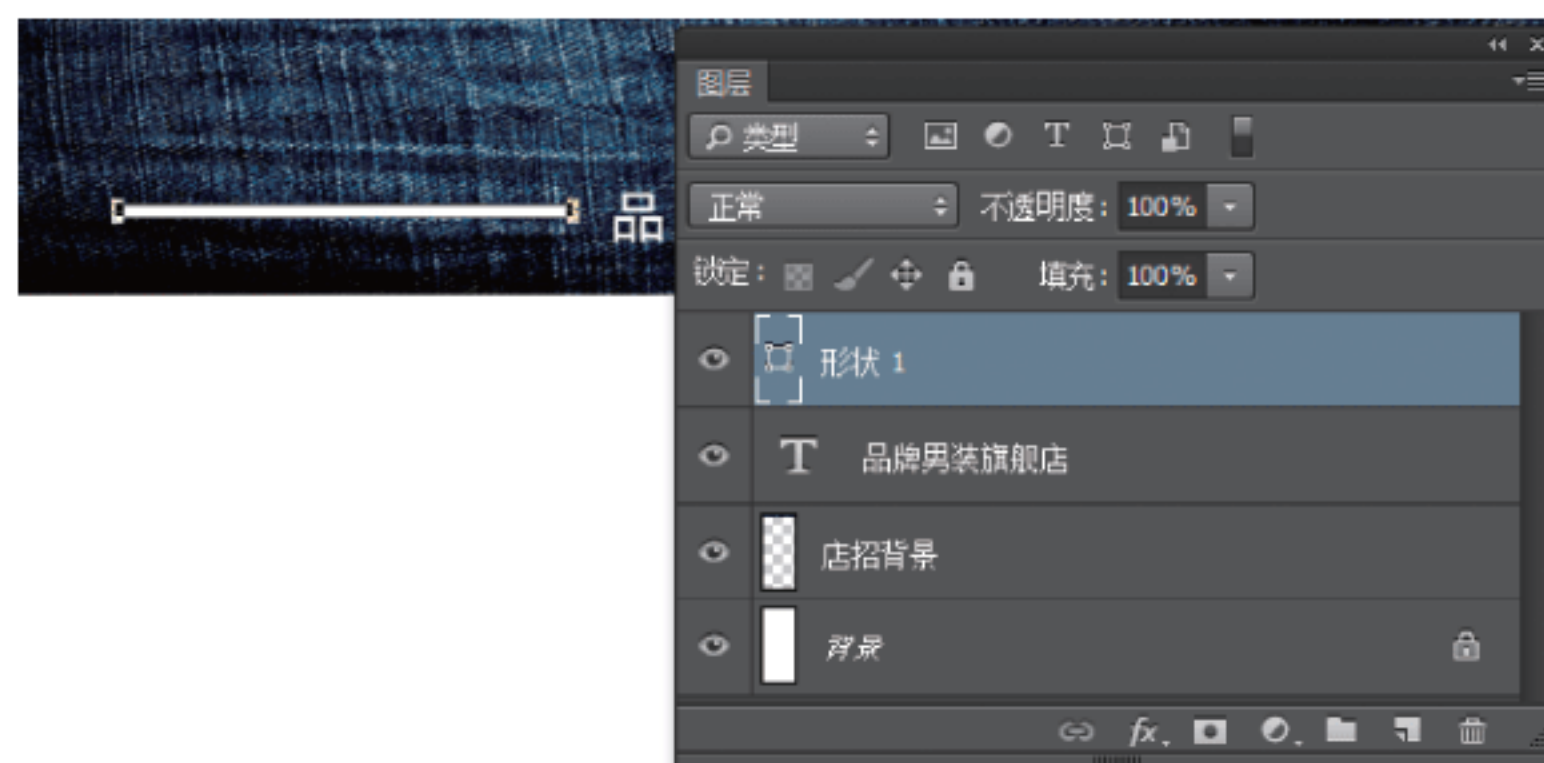 图层
类型
正常 不透明度: 100%
品
锁定: 填充: 100%
形状 1
T 品牌男装旗舰店
店招背景
背景
fx